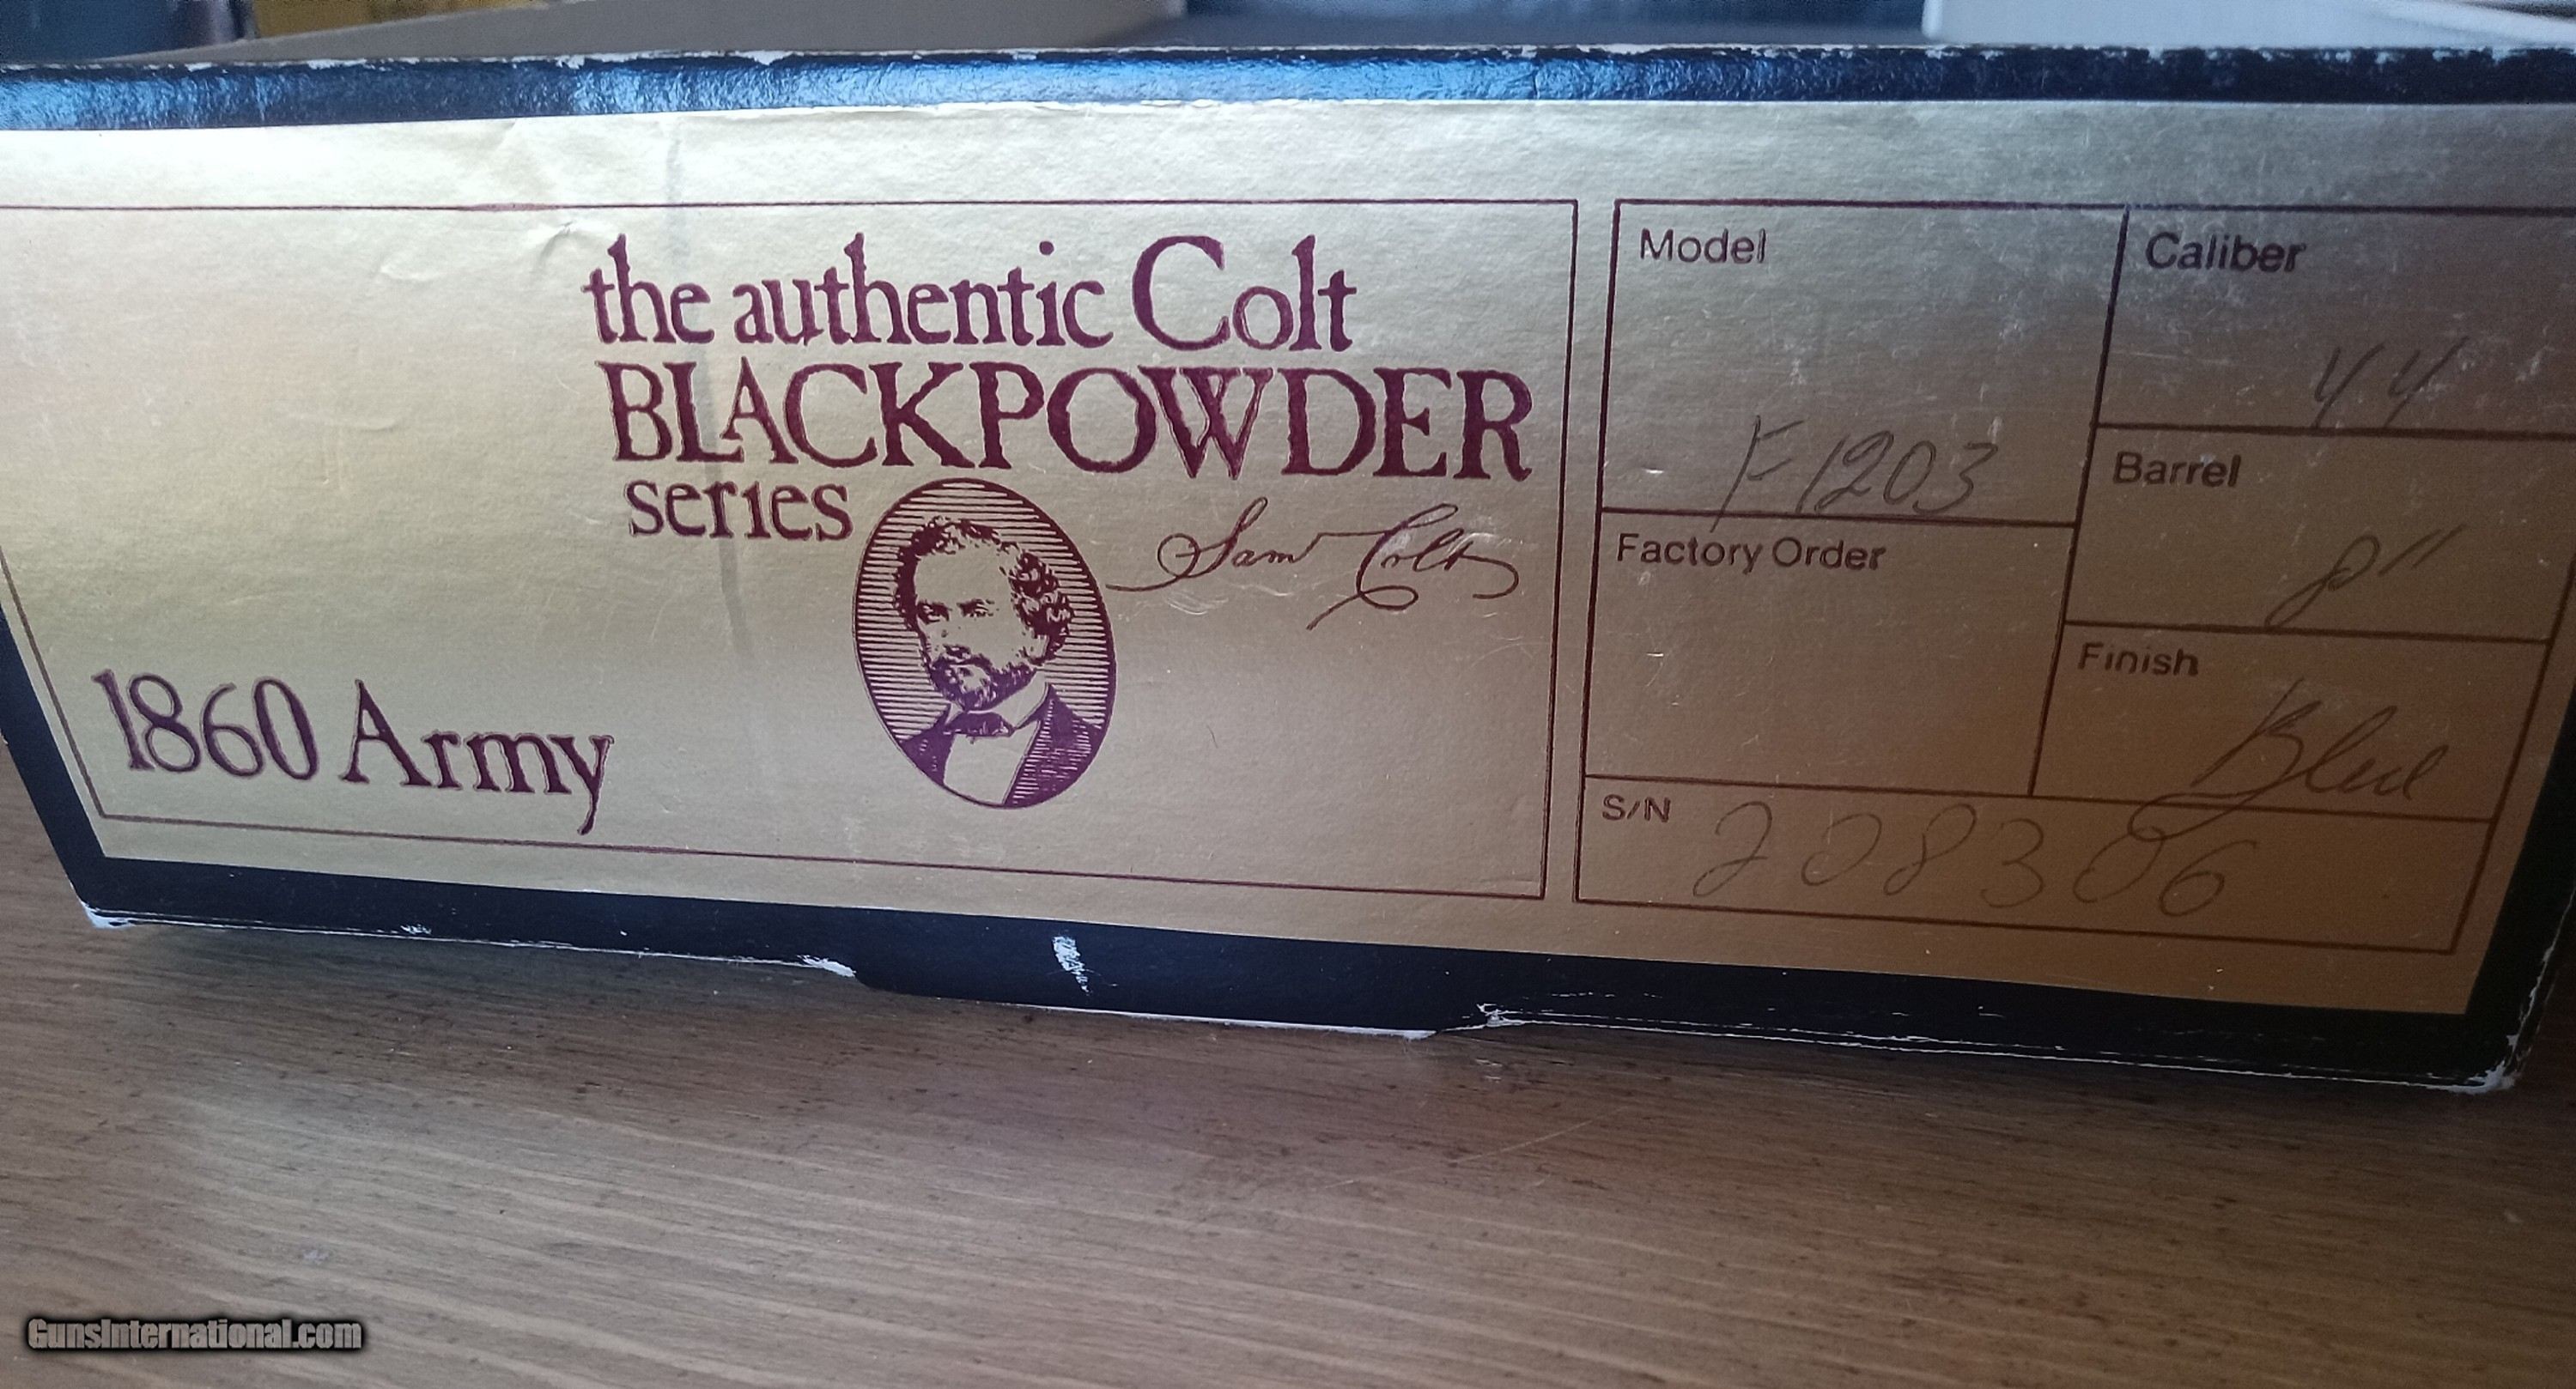 the authentic Colt
BLACKPOWDER
series
Sam Colt
1860 Army
Model
F1203
Caliber
44
Barrel
8"
Factory Order
Finish
Blue
S/N 208306
GunsInternational.com